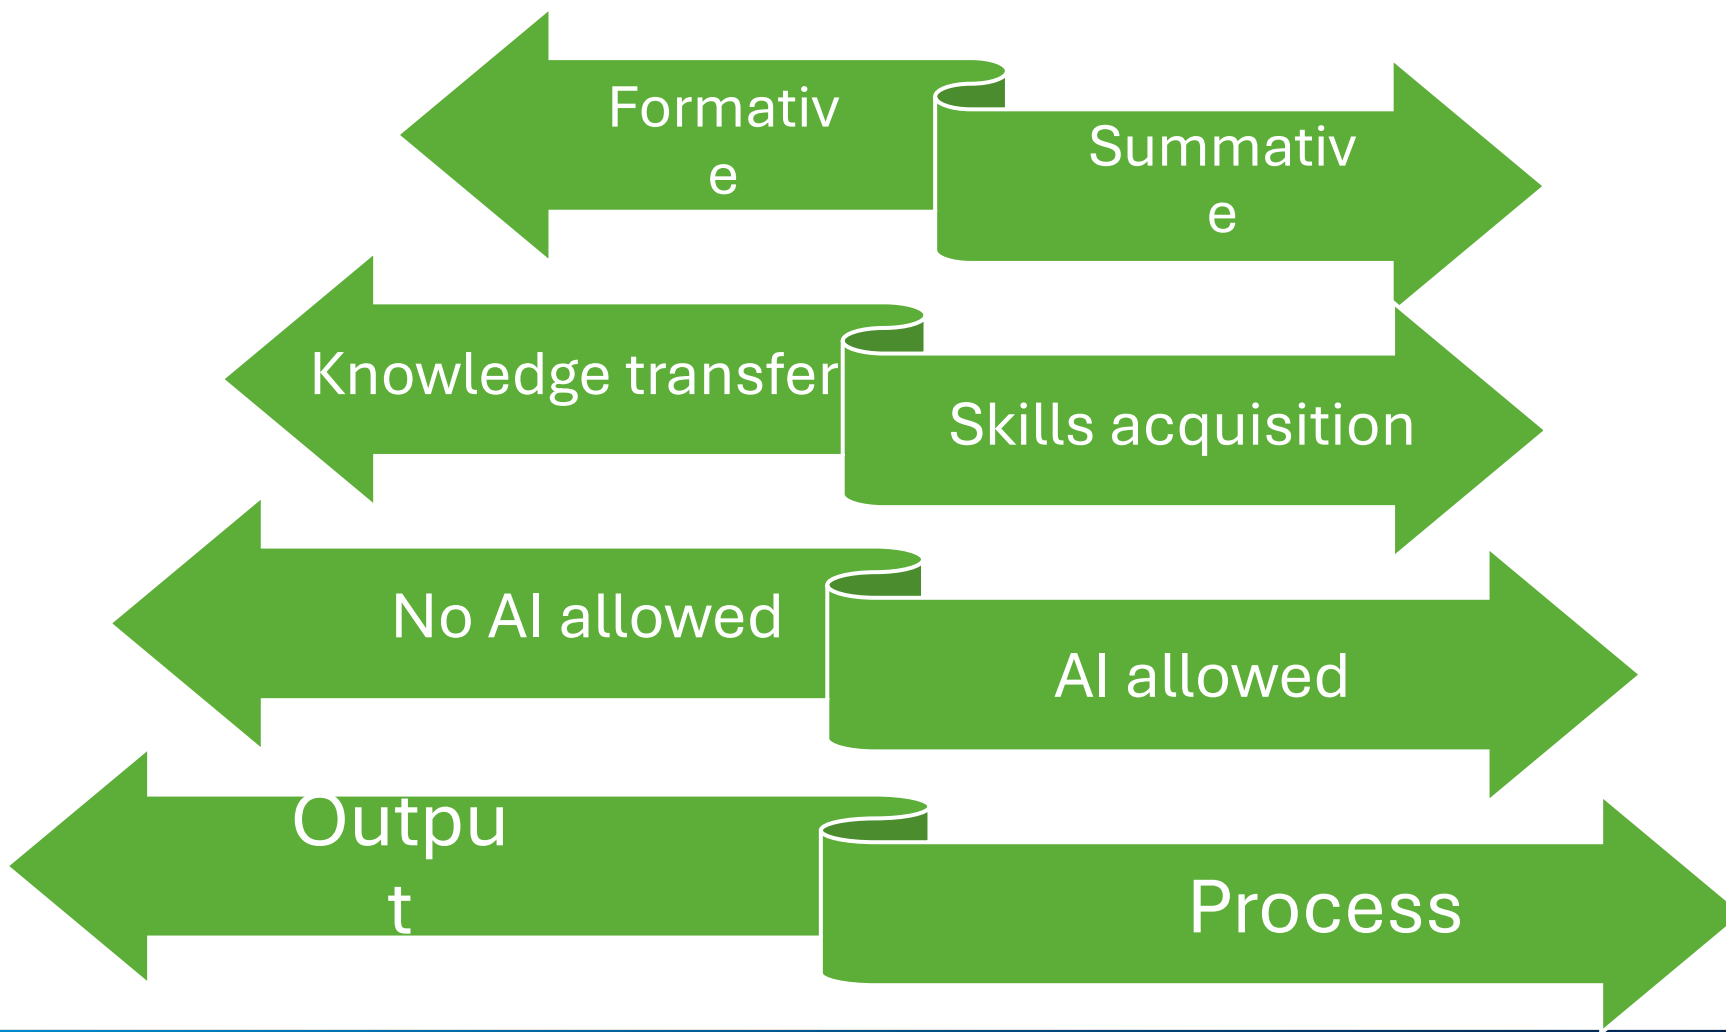 Formativ
e
Summativ
e
Knowledge transfer
Skills acquisition
No AI allowed
AI allowed
Outpu
t
Process